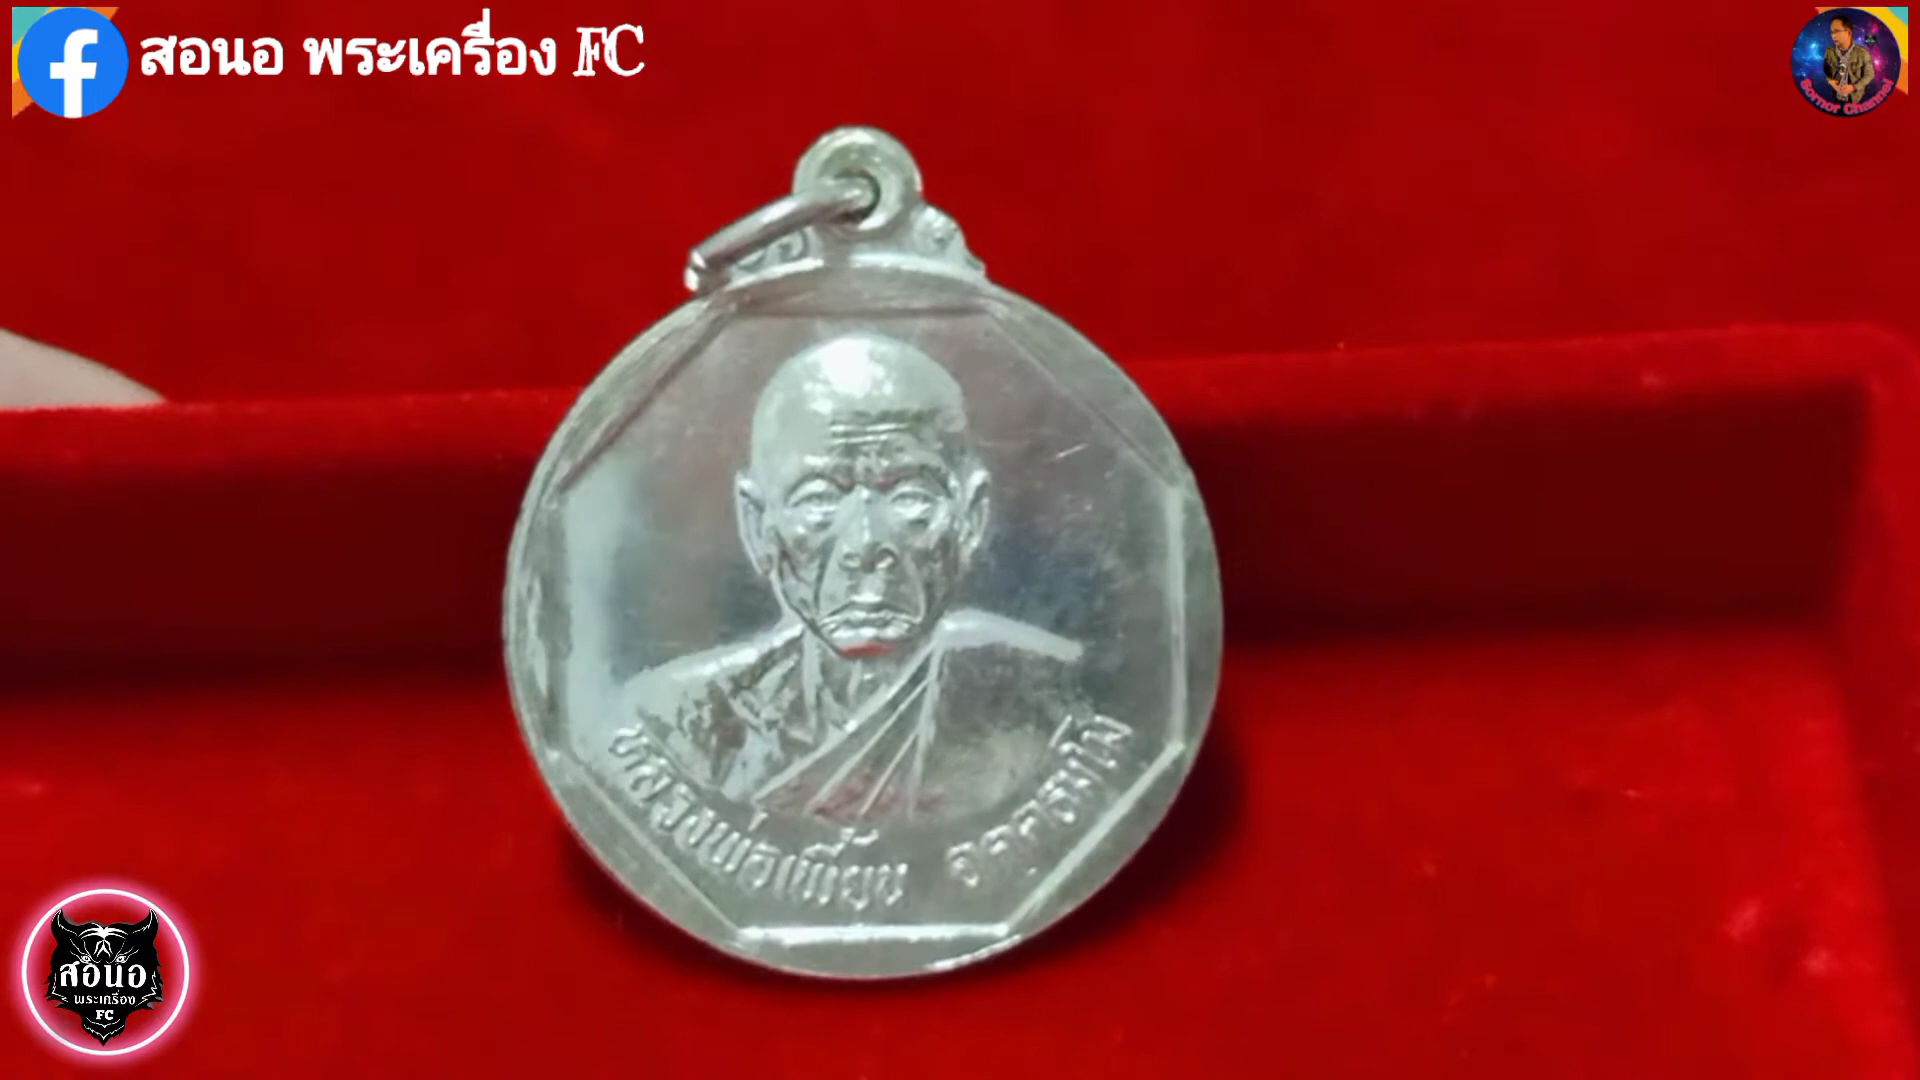 สอนอ พระเครื่อง FC
Sornor Channel
หลวงพ่อเพี้ยน อคฺคธมฺโม
สอนอ
พระเครื่อง
FC